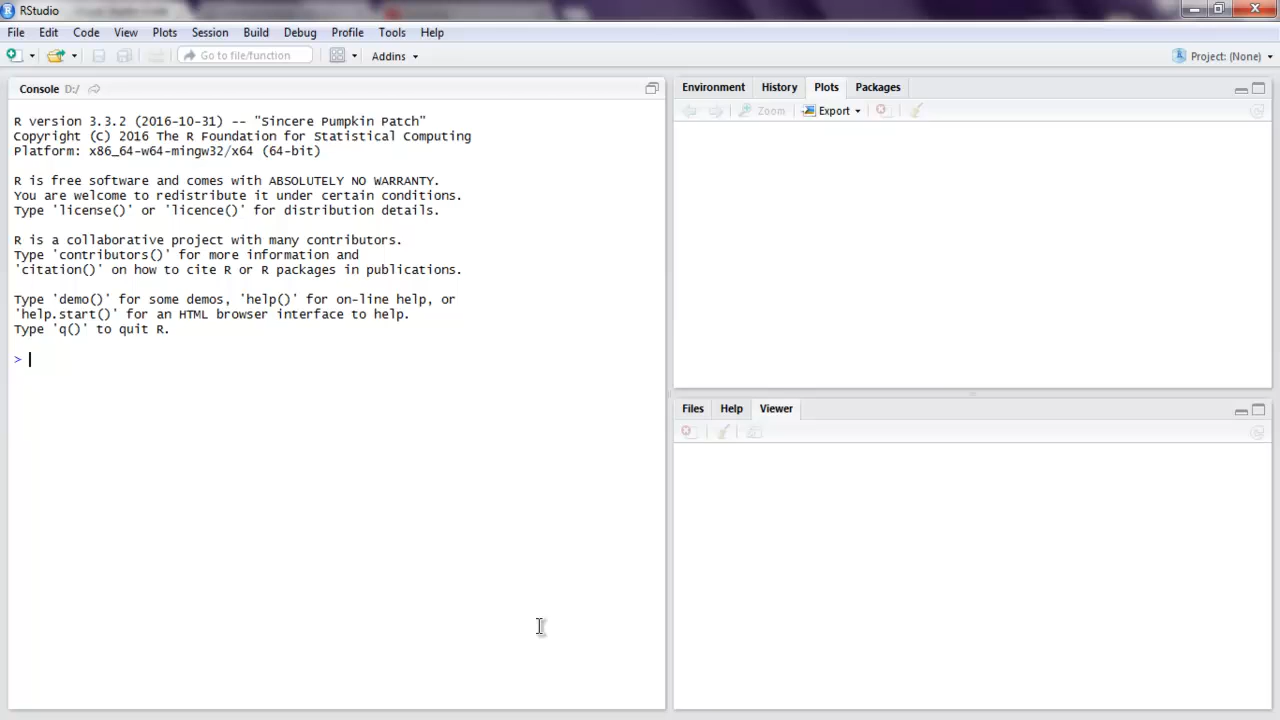 RStudio
File Edit Code View Plots Session Build Debug Profile Tools Help
Go to file/function Addins Project: (None)
Console D:/
R version 3.3.2 (2016-10-31) -- "Sincere Pumpkin Patch"
Copyright (C) 2016 The R Foundation for Statistical Computing
Platform: x86_64-w64-mingw32/x64 (64-bit)
R is free software and comes with ABSOLUTELY NO WARRANTY.
You are welcome to redistribute it under certain conditions.
Type 'license()' or 'licence()' for distribution details.
R is a collaborative project with many contributors.
Type 'contributors()' for more information and
'citation()' on how to cite R or R packages in publications.
Type 'demo()' for some demos, 'help()' for on-line help, or
'help.start()' for an HTML browser interface to help.
Type 'q()' to quit R.
>
Environment History Plots Packages
Zoom Export
Files Help Viewer